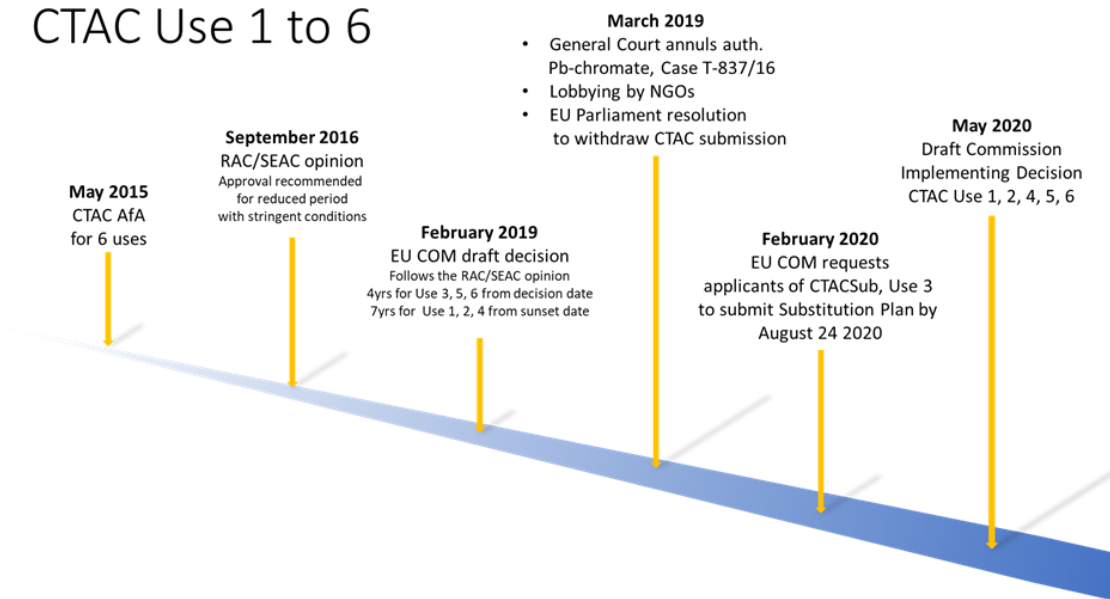 CTAC Use 1 to 6
May 2015
CTAC AfA
for 6 uses
September 2016
RAC/SEAC opinion
Approval recommended
for reduced period
with stringent conditions
February 2019
EU COM draft decision
Follows the RAC/SEAC opinion
4yrs for Use 3, 5, 6 from decision date
7yrs for Use 1, 2, 4 from sunset date
March 2019
• General Court annuls auth.
Pb-chromate, Case T-837/16
• Lobbying by NGOs
• EU Parliament resolution
to withdraw CTAC submission
February 2020
EU COM requests
applicants of CTACSub, Use 3
to submit Substitution Plan by
August 24 2020
May 2020
Draft Commission
Implementing Decision
CTAC Use 1, 2, 4, 5, 6